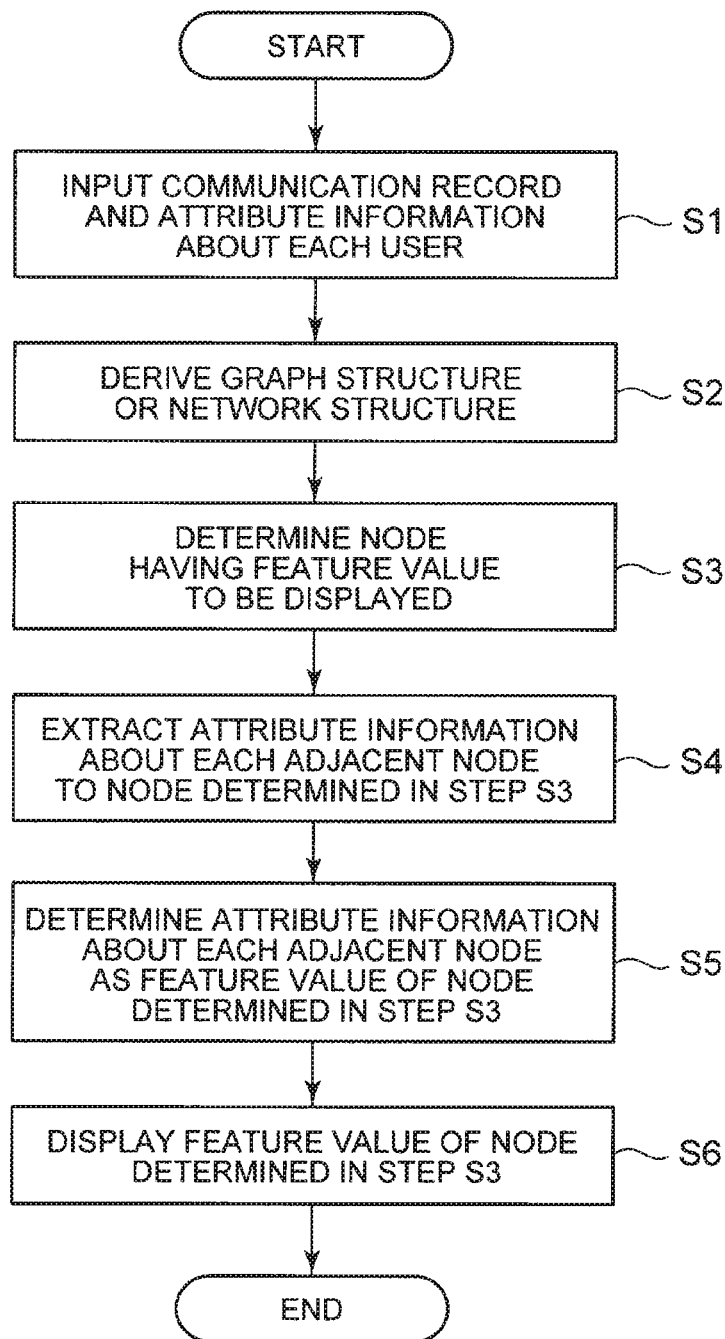 START
INPUT COMMUNICATION RECORD
AND ATTRIBUTE INFORMATION
ABOUT EACH USER
S1
DERIVE GRAPH STRUCTURE
OR NETWORK STRUCTURE
S2
DETERMINE NODE
HAVING FEATURE VALUE
TO BE DISPLAYED
S3
EXTRACT ATTRIBUTE INFORMATION
ABOUT EACH ADJACENT NODE
TO NODE DETERMINED IN STEP S3
S4
DETERMINE ATTRIBUTE INFORMATION
ABOUT EACH ADJACENT NODE
AS FEATURE VALUE OF NODE
DETERMINED IN STEP S3
S5
DISPLAY FEATURE VALUE OF NODE
DETERMINED IN STEP S3
S6
END